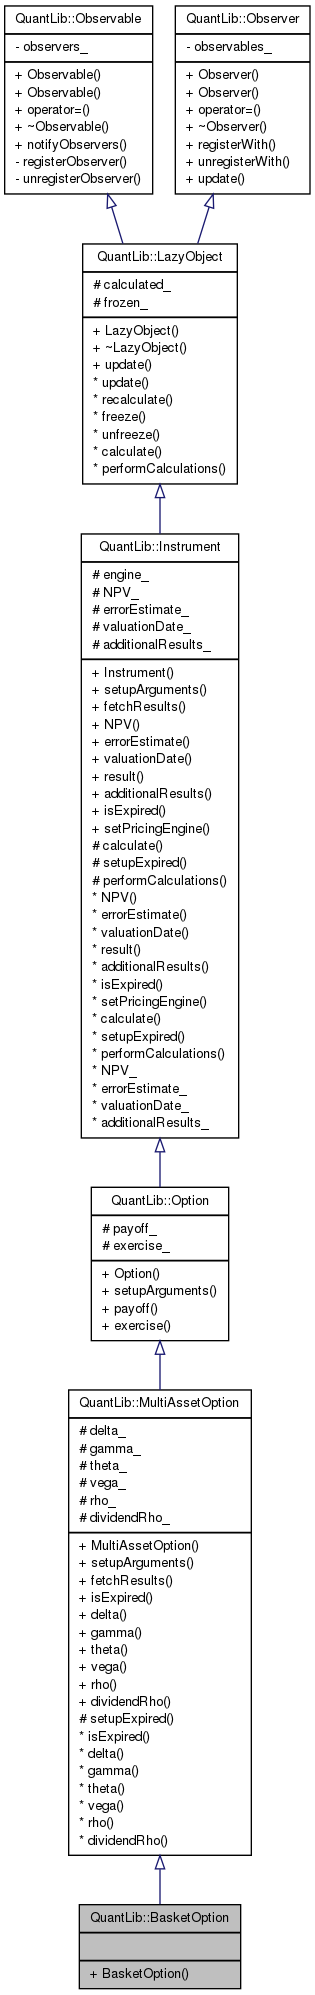 QuantLib::Observable
- observers_
+ Observable()
+ Observable()
+ operator=()
+ ~Observable()
+ notifyObservers()
- registerObserver()
- unregisterObserver()
QuantLib::Observer
- observables_
+ Observer()
+ Observer()
+ operator=()
+ ~Observer()
+ registerWith()
+ unregisterWith()
+ update()
QuantLib::LazyObject
# calculated_
# frozen_
+ LazyObject()
+ ~LazyObject()
+ update()
* update()
* recalculate()
* freeze()
* unfreeze()
* calculate()
* performCalculations()
QuantLib::Instrument
# engine_
# NPV_
# errorEstimate_
# valuationDate_
# additionalResults_
+ Instrument()
+ setupArguments()
+ fetchResults()
+ NPV()
+ errorEstimate()
+ valuationDate()
+ result()
+ additionalResults()
+ isExpired()
+ setPricingEngine()
# calculate()
# setupExpired()
# performCalculations()
* NPV()
* errorEstimate()
* valuationDate()
* result()
* additionalResults()
* isExpired()
* setPricingEngine()
* calculate()
* setupExpired()
* performCalculations()
* NPV_
* errorEstimate_
* valuationDate_
* additionalResults_
QuantLib::Option
# payoff_
# exercise_
+ Option()
+ setupArguments()
+ payoff()
+ exercise()
QuantLib::MultiAssetOption
# delta_
# gamma_
# theta_
# vega_
# rho_
# dividendRho_
+ MultiAssetOption()
+ setupArguments()
+ fetchResults()
+ isExpired()
+ delta()
+ gamma()
+ theta()
+ vega()
+ rho()
+ dividendRho()
# setupExpired()
* isExpired()
* delta()
* gamma()
* theta()
* vega()
* rho()
* dividendRho()
QuantLib::BasketOption
+ BasketOption()